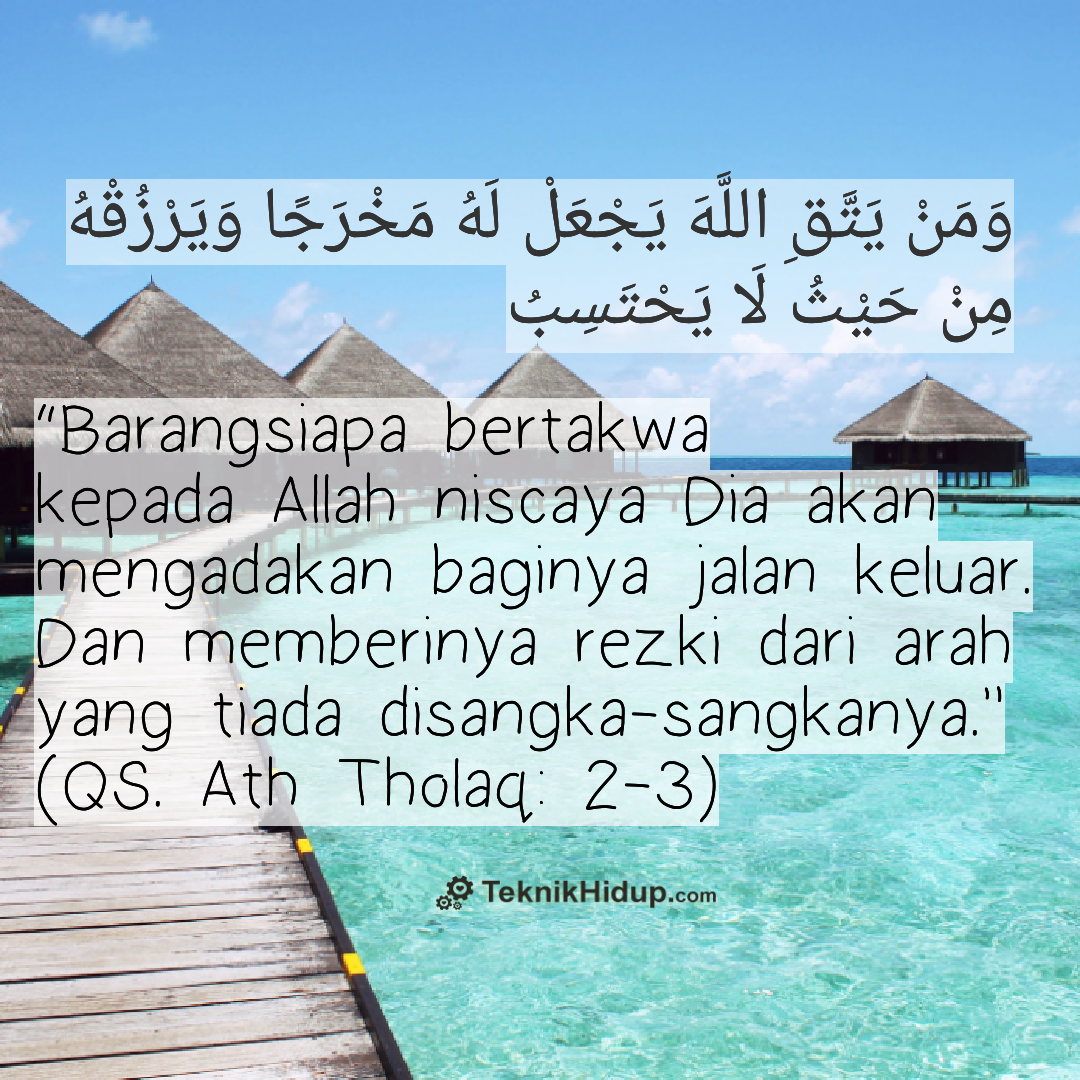 وَمَنْ يَتَّقِ اللَّهَ يَجْعَلْ لَهُ مَخْرَجًا وَيَرْزُقْهُ
مِنْ حَيْثُ لَا يَحْتَسِبُ
"Barangsiapa bertakwa
kepada Allah niscaya Dia akan
mengadakan baginya jalan keluar.
Dan memberinya rezki dari arah
yang tiada disangka-sangkanya."
(QS. Ath Tholaq: 2-3)
TeknikHidup.com